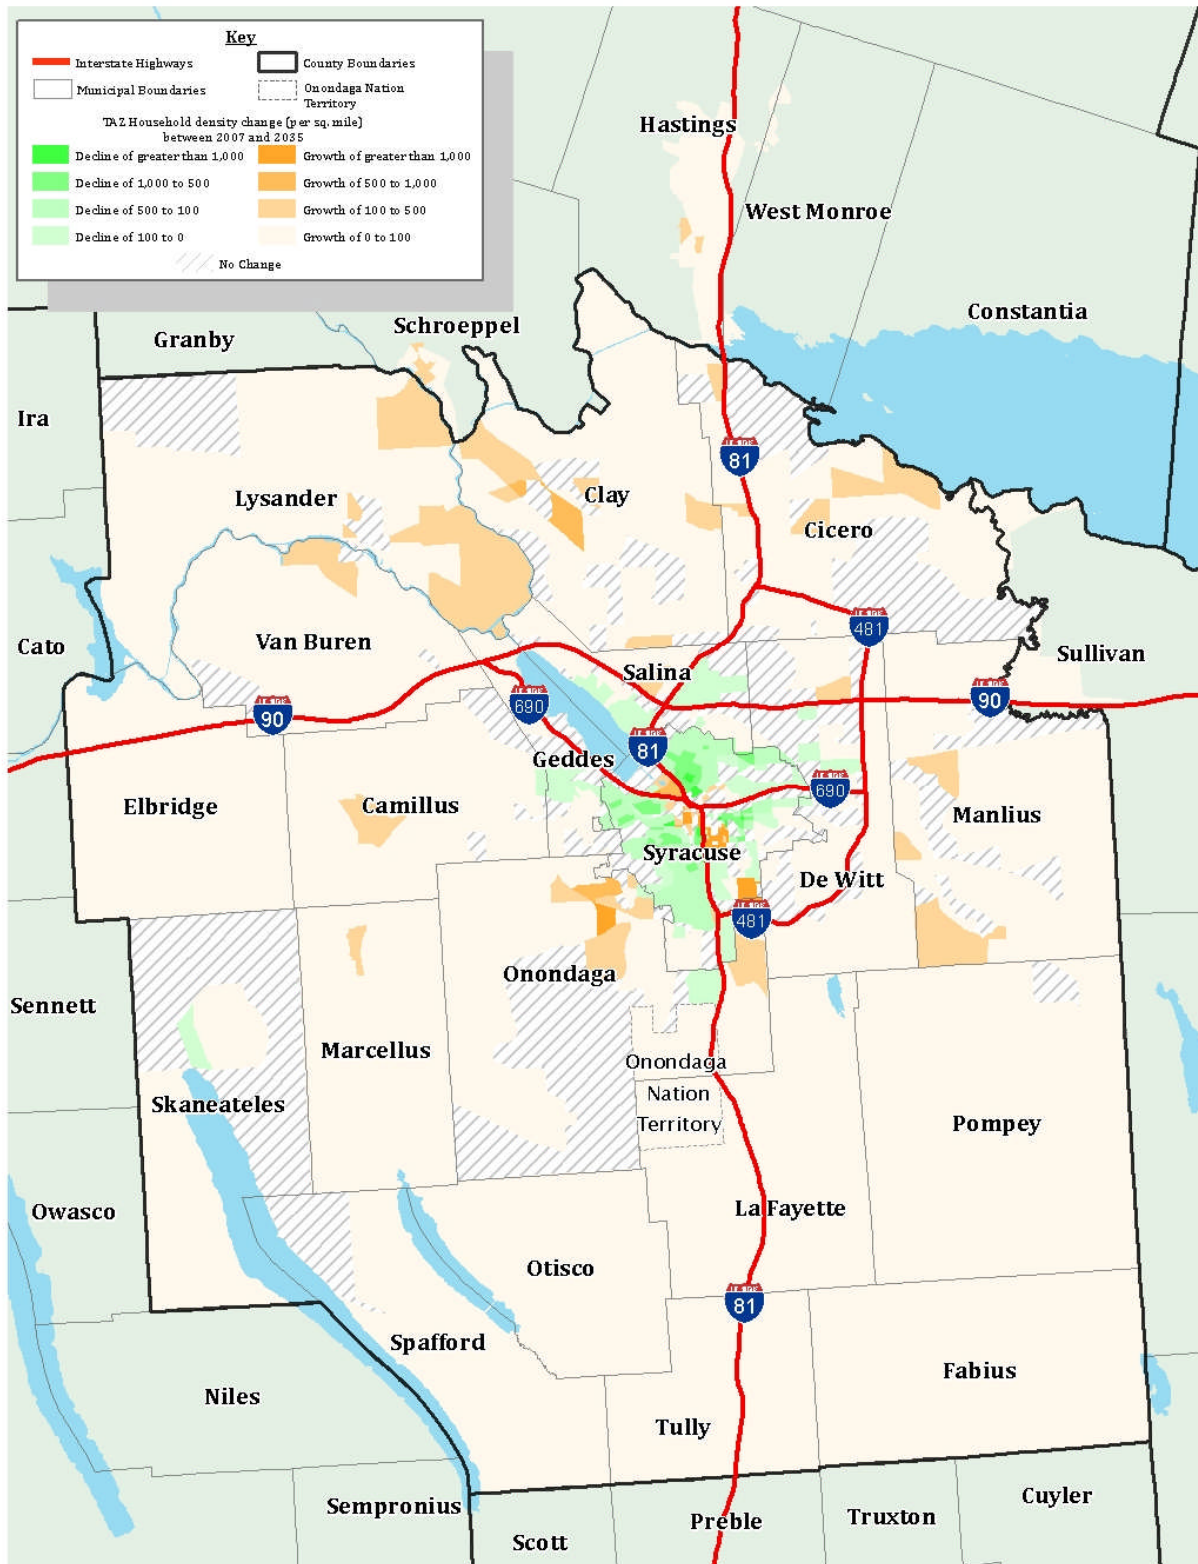 Key
Interstate Highways
County Boundaries
Municipal Boundaries
Onondaga Nation
Territory
TAZ Household density change (per sq. mile)
between 2007 and 2035
Decline of greater than 1,000
Growth of greater than 1,000
Decline of 1,000 to 500
Growth of 500 to 1,000
Decline of 500 to 100
Growth of 100 to 500
Decline of 100 to 0
Growth of 0 to 100
No Change
Hastings
West Monroe
Constantia
Schroeppel
Granby
Ira
81
Lysander
Clay
Cicero
481
Cato
Van Buren
Salina
Sullivan
90
690
90
81
Geddes
690
Elbridge
Camillus
Manlius
Syracuse
De Witt
481
Onondaga
Sennett
Marcellus
Onondaga
Nation
Territory
Skaneateles
Pompey
Owasco
La Fayette
Otisco
81
Spafford
Fabius
Niles
Tully
Sempronius
Cuyler
Preble
Truxton
Scott